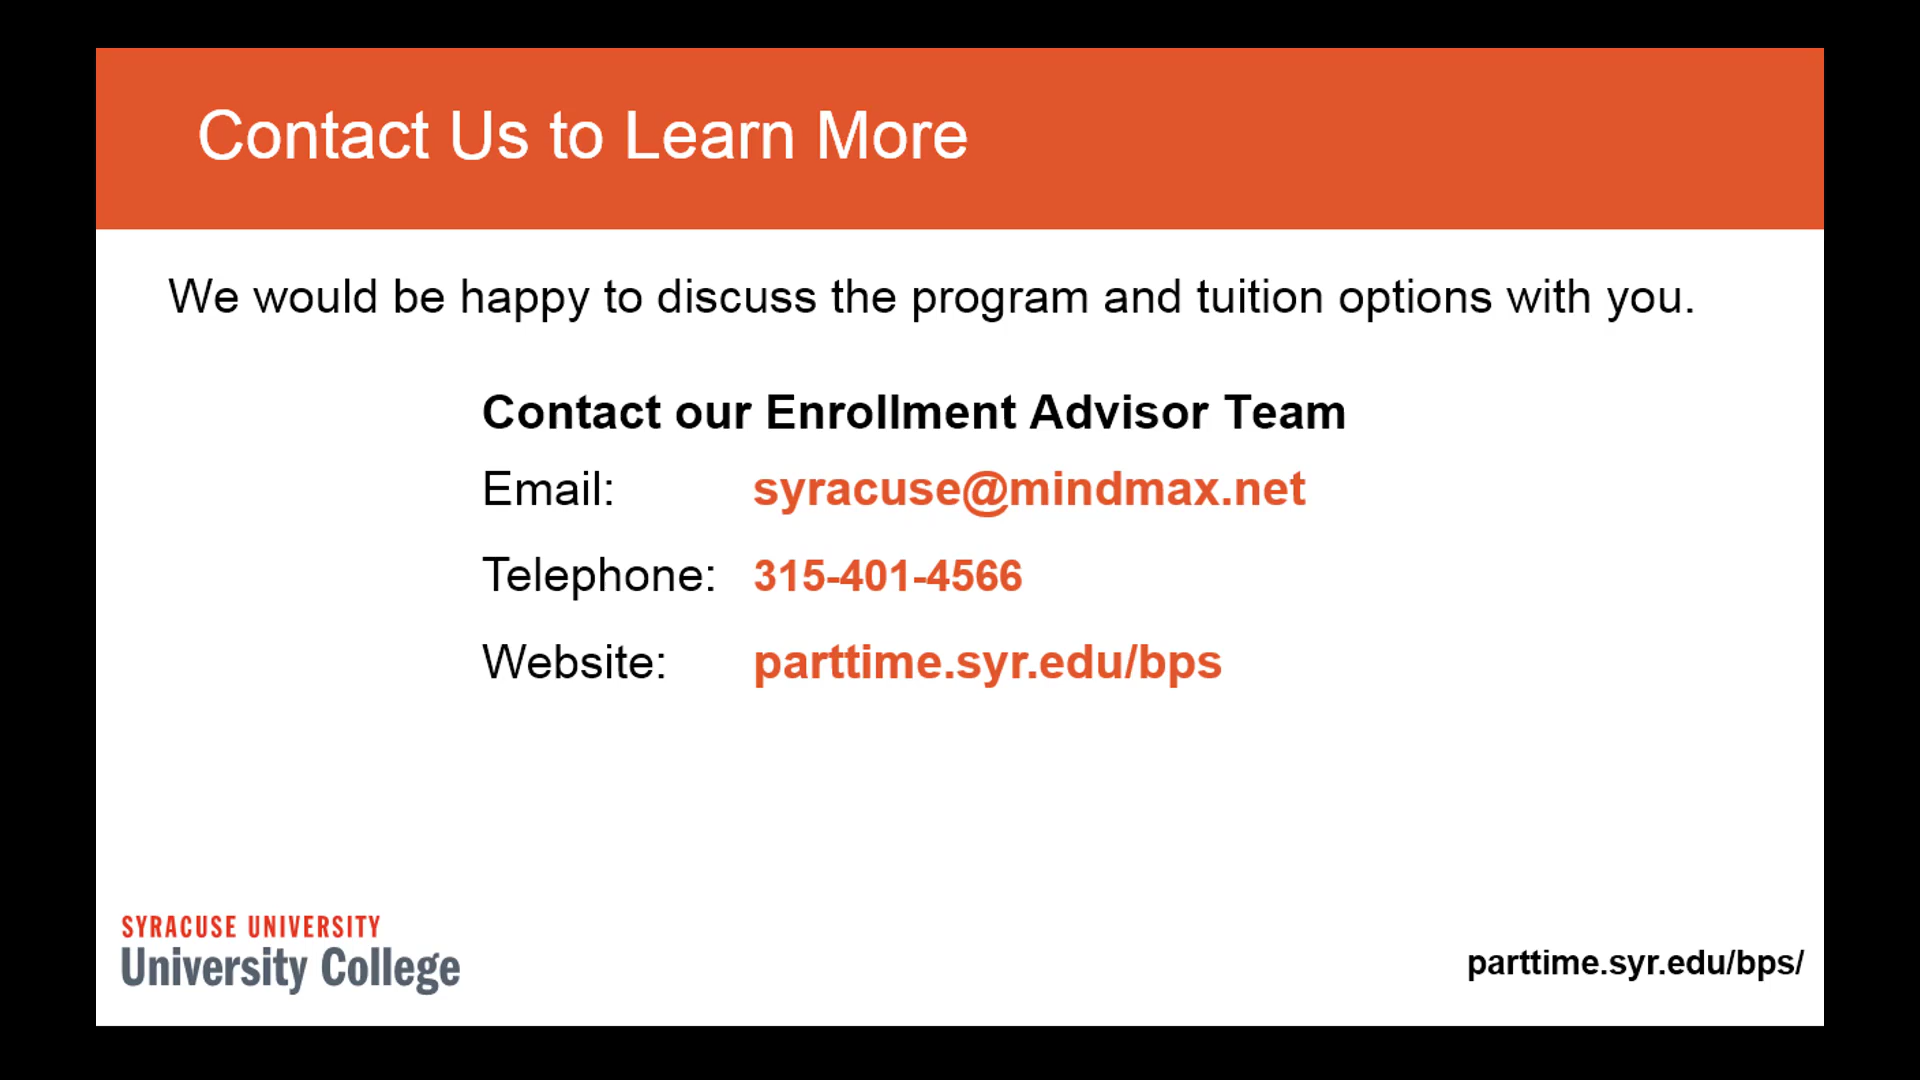 Contact Us to Learn More
We would be happy to discuss the program and tuition options with you.
Contact our Enrollment Advisor Team
Email: syracuse@mindmax.net
Telephone: 315-401-4566
Website: parttime.syr.edu/bps
SYRACUSE UNIVERSITY
University College
parttime.syr.edu/bps/